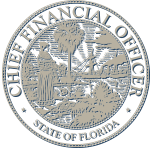 CHIEF FINANCIAL OFFICER
STATE OF FLORIDA